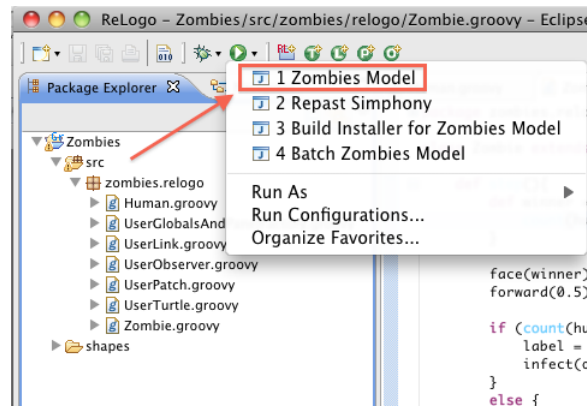 ReLogo – Zombies/src/zombies/relogo/Zombie.groovy – Eclipse
Package Explorer
1 Zombies Model
2 Repast Simphony
3 Build Installer for Zombies Model
4 Batch Zombies Model
Run As
Run Configurations...
Organize Favorites...
Zombies
src
zombies.relogo
Human.groovy
UserGlobalsAnd
UserLink.groovy
UserObserver.groovy
UserPatch.groovy
UserTurtle.groovy
Zombie.groovy
shapes
face(winner)
forward(0.5)
if (count(hu
label =
infect(o
}
else {